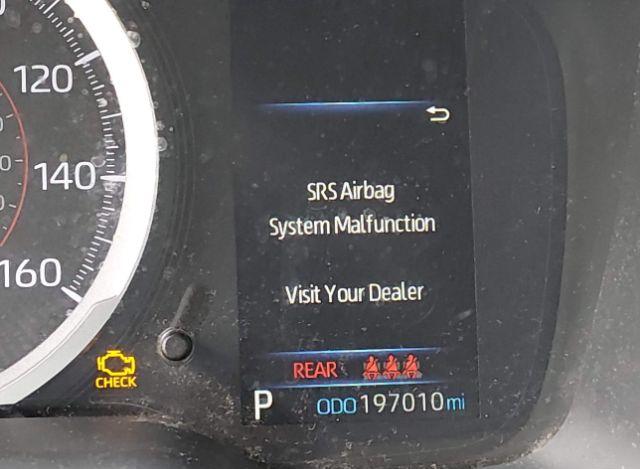 120
140
160
SRS Airbag
System Malfunction
Visit Your Dealer
CHECK
REAR
P ODO 197010 mi